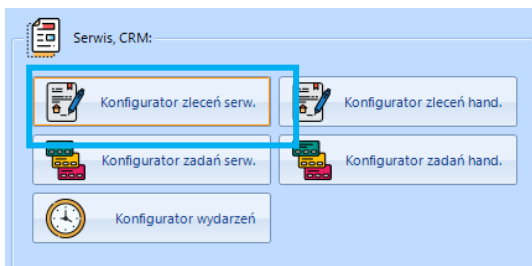 Serwis, CRM:
Konfigurator zleceń serw.
Konfigurator zleceń hand.
Konfigurator zadań serw.
Konfigurator zadań hand.
Konfigurator wydarzeń